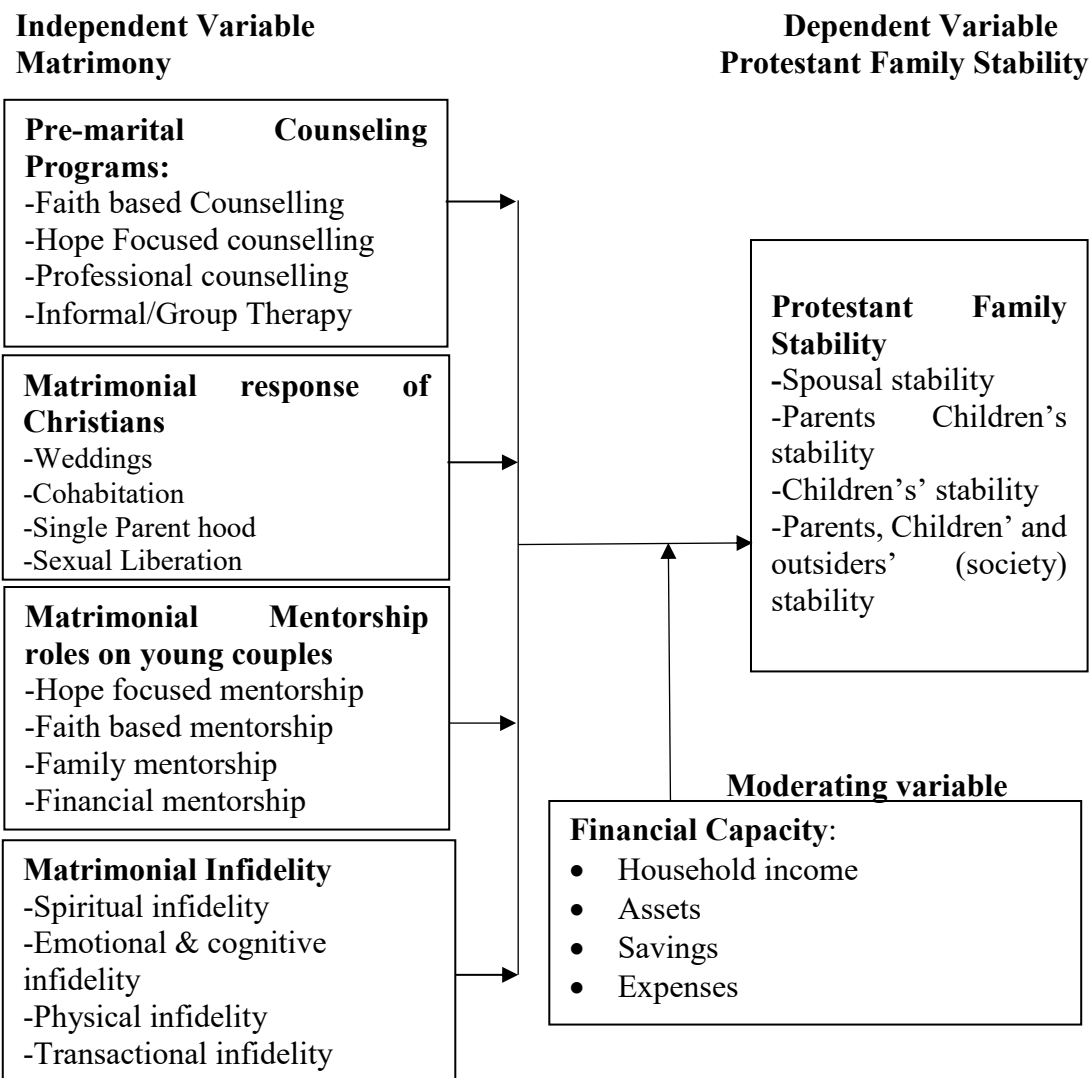 Independent Variable
Matrimony
Dependent Variable
Protestant Family Stability
Pre-marital Counseling
Programs:
-Faith based Counselling
-Hope Focused counselling
-Professional counselling
-Informal/Group Therapy
Matrimonial response of
Christians
-Weddings
-Cohabitation
-Single Parent hood
-Sexual Liberation
Matrimonial Mentorship
roles on young couples
-Hope focused mentorship
-Faith based mentorship
-Family mentorship
-Financial mentorship
Matrimonial Infidelity
-Spiritual infidelity
-Emotional & cognitive
infidelity
-Physical infidelity
-Transactional infidelity
Protestant Family
Stability
-Spousal stability
-Parents Children’s
stability
-Children’s’ stability
-Parents, Children’ and
outsiders’ (society)
stability
Moderating variable
Financial Capacity:
• Household income
• Assets
• Savings
• Expenses